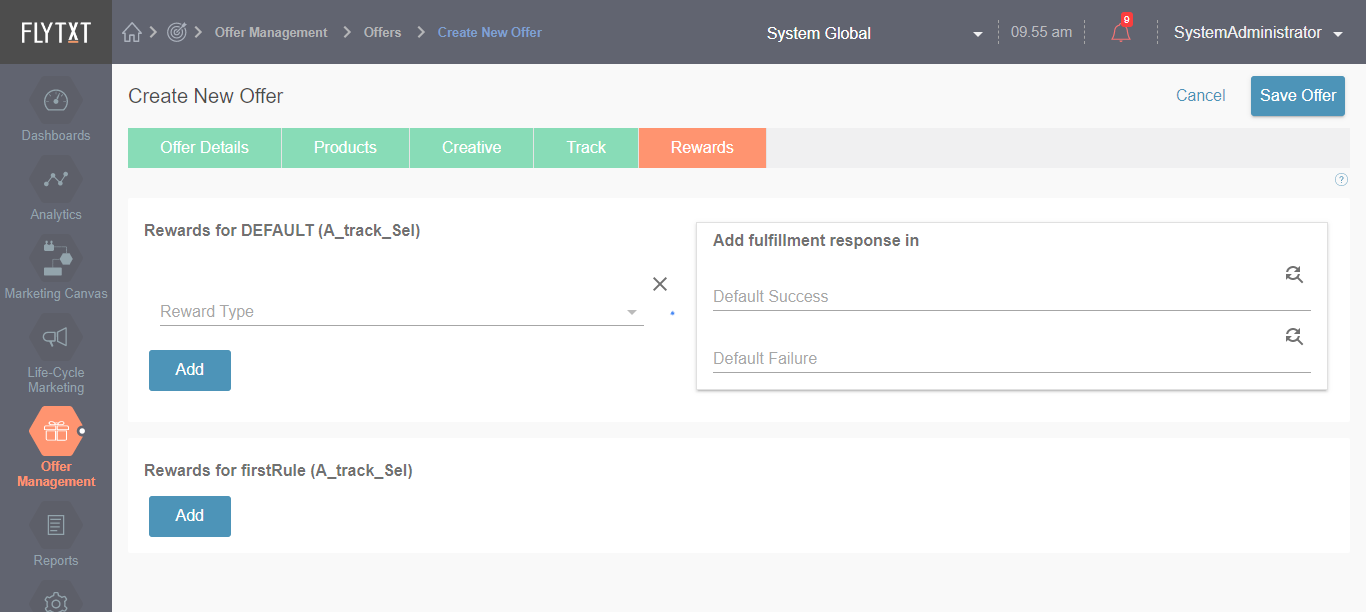 FLYTXT
Offer Management
Offers
Create New Offer
System Global
09.55 am
9
SystemAdministrator
Dashboards
Analytics
Marketing Canvas
Life-Cycle
Marketing
Offer
Management
Reports
Create New Offer
Cancel
Save Offer
Offer Details
Products
Creative
Track
Rewards
?
Rewards for DEFAULT (A_track_Sel)
Reward Type
Add
Add fulfillment response in
Default Success
Default Failure
Rewards for firstRule (A_track_Sel)
Add